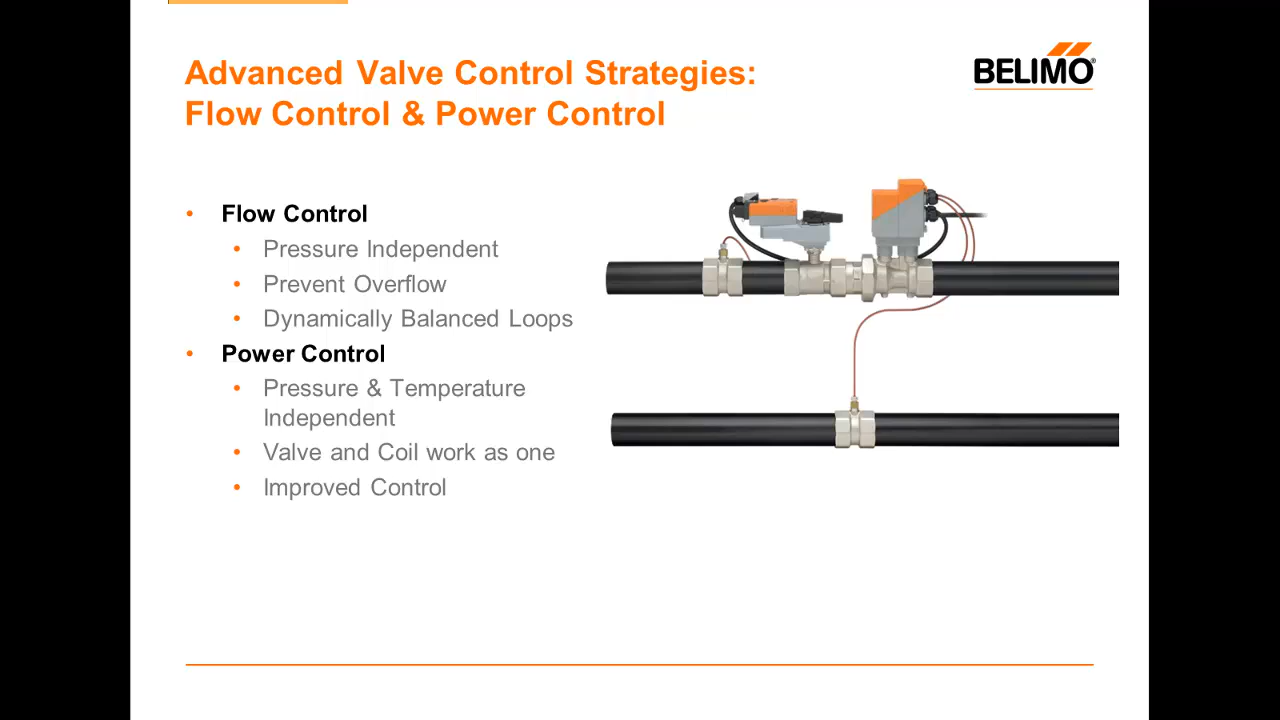 Advanced Valve Control Strategies:
Flow Control & Power Control
BELIMO®
• Flow Control
• Pressure Independent
• Prevent Overflow
• Dynamically Balanced Loops
• Power Control
• Pressure & Temperature
Independent
• Valve and Coil work as one
• Improved Control